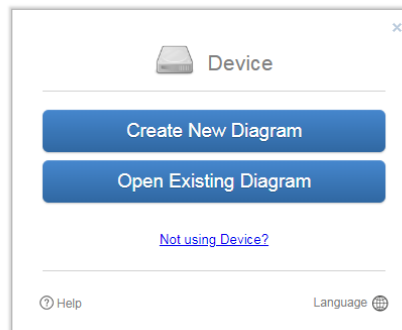 Device
Create New Diagram
Open Existing Diagram
Not using Device?
Help
Language